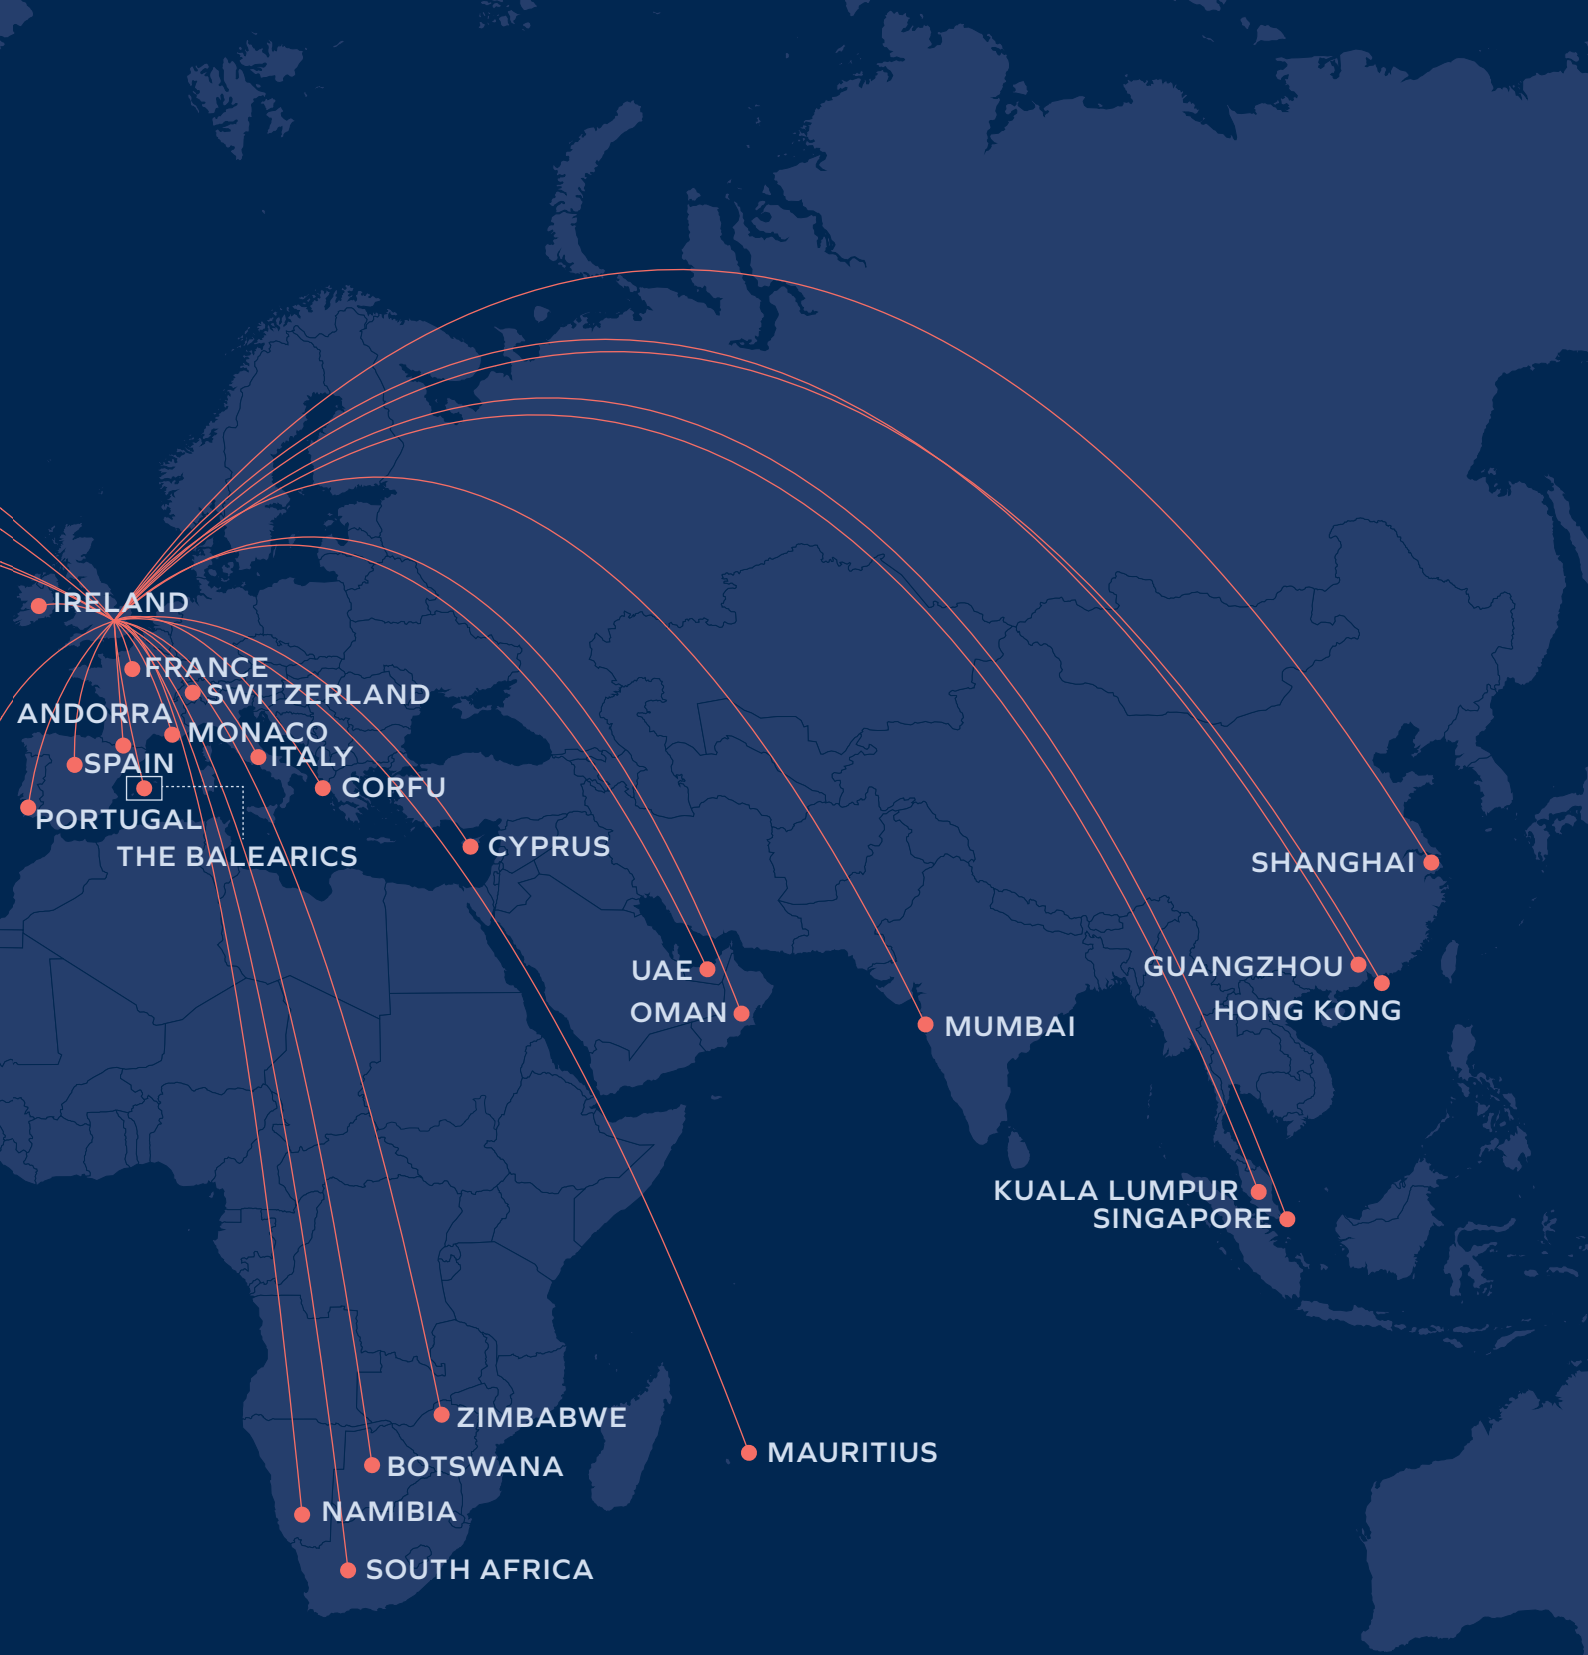 IRELAND
FRANCE
SWITZERLAND
ANDORRA
MONACO
ITALY
SPAIN
CORFU
PORTUGAL
CYPRUS
THE BALEARICS
SHANGHAI
GUANGZHOU
UAE
HONG KONG
OMAN
MUMBAI
KUALA LUMPUR
SINGAPORE
ZIMBABWE
MAURITIUS
BOTSWANA
NAMIBIA
SOUTH AFRICA